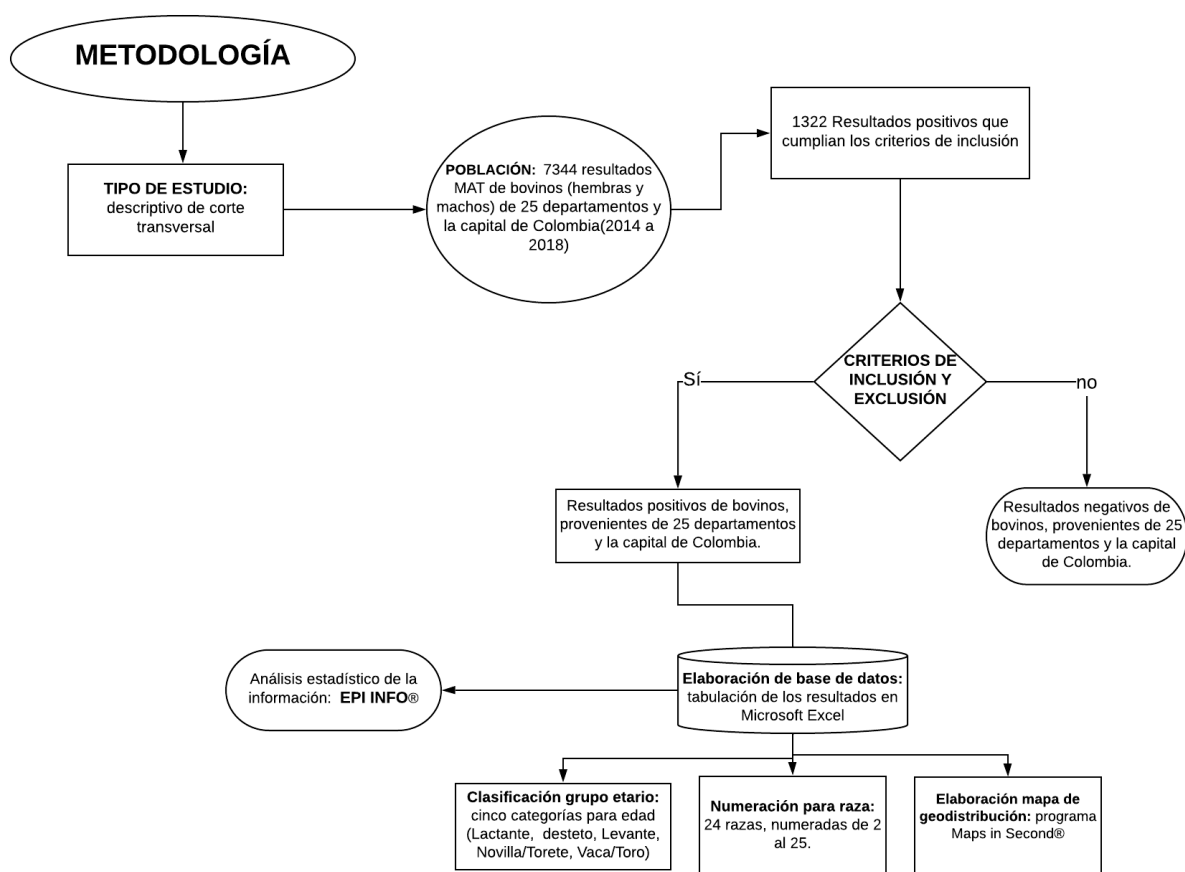 METODOLOGÍA
TIPO DE ESTUDIO:
descriptivo de corte
transversal
POBLACIÓN: 7344 resultados
MAT de bovinos (hembras y
machos) de 25 departamentos y
la capital de Colombia(2014 a
2018)
1322 Resultados positivos que
cumplian los criterios de inclusión
CRITERIOS DE
INCLUSIÓN Y
EXCLUSIÓN
Sí
no
Resultados positivos de bovinos,
provenientes de 25 departamentos
y la capital de Colombia.
Resultados negativos de
bovinos, provenientes de 25
departamentos y la capital
de Colombia.
Elaboración de base de datos:
tabulación de los resultados en
Microsoft Excel
Análisis estadístico de la
información: EPI INFO®
Clasificación grupo etario:
cinco categorías para edad
(Lactante, desteto, Levante,
Novilla/Torete, Vaca/Toro)
Numeración para raza:
24 razas, numeradas de 2
al 25.
Elaboración mapa de
geodistribución: programa
Maps in Second®